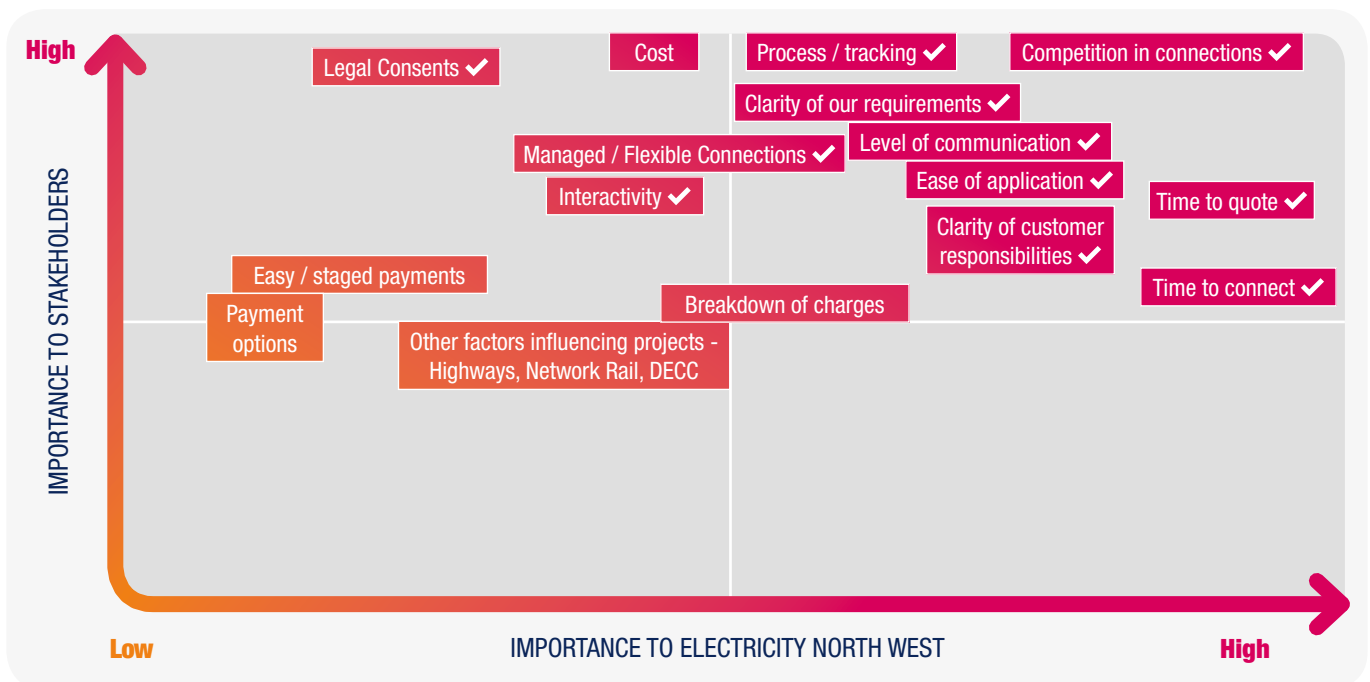 High
Legal Consents ✓
Cost
Process / tracking ✓
Competition in connections ✓
Clarity of our requirements ✓
Managed / Flexible Connections ✓
Level of communication ✓
Ease of application ✓
Interactivity ✓
Time to quote ✓
Clarity of customer
responsibilities ✓
Easy / staged payments
Time to connect ✓
Breakdown of charges
Payment
options
Other factors influencing projects -
Highways, Network Rail, DECC
IMPORTANCE TO STAKEHOLDERS
Low
IMPORTANCE TO ELECTRICITY NORTH WEST
High